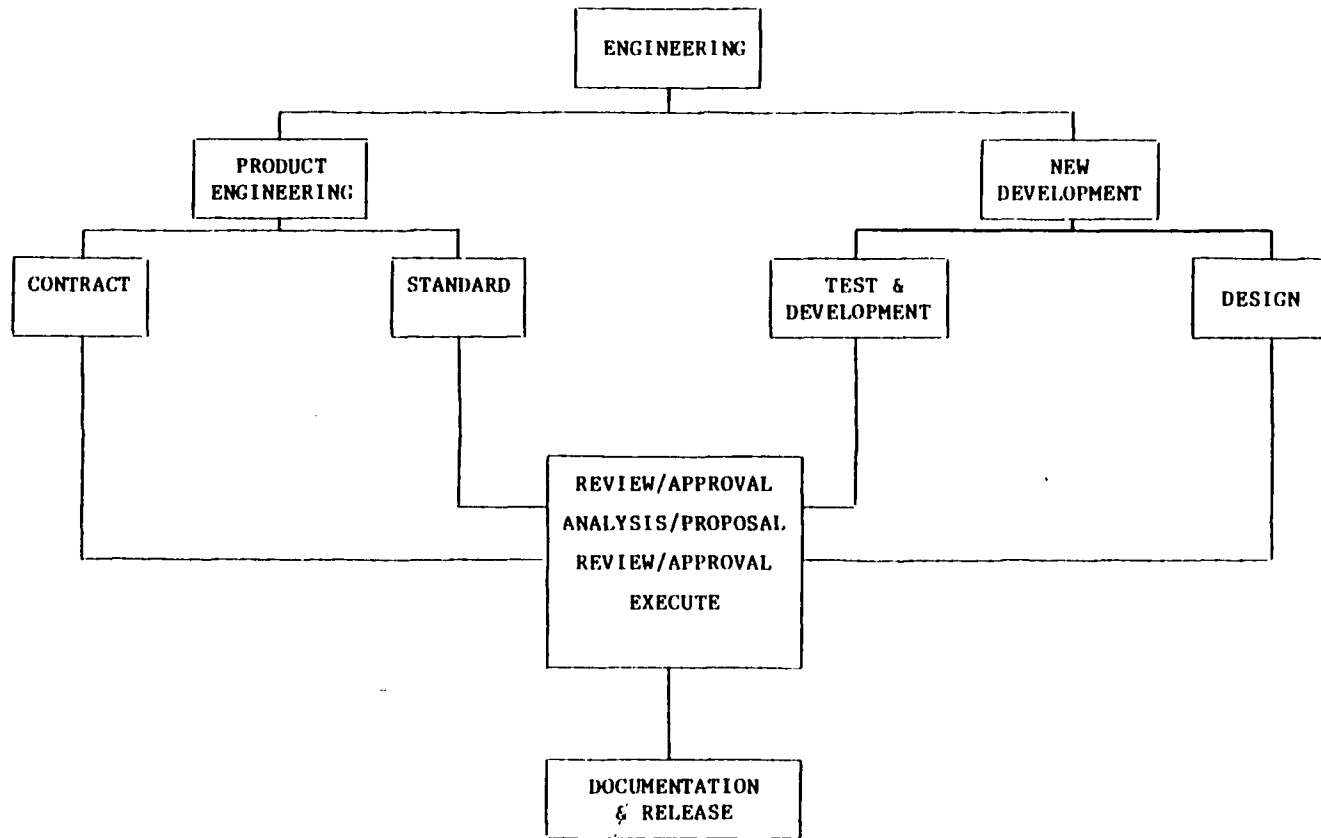 ENGINEERING
PRODUCT
ENGINEERING
NEW
DEVELOPMENT
CONTRACT
STANDARD
TEST &
DEVELOPMENT
DESIGN
REVIEW/APPROVAL
ANALYSIS/PROPOSAL
REVIEW/APPROVAL
EXECUTE
DOCUMENTATION
& RELEASE